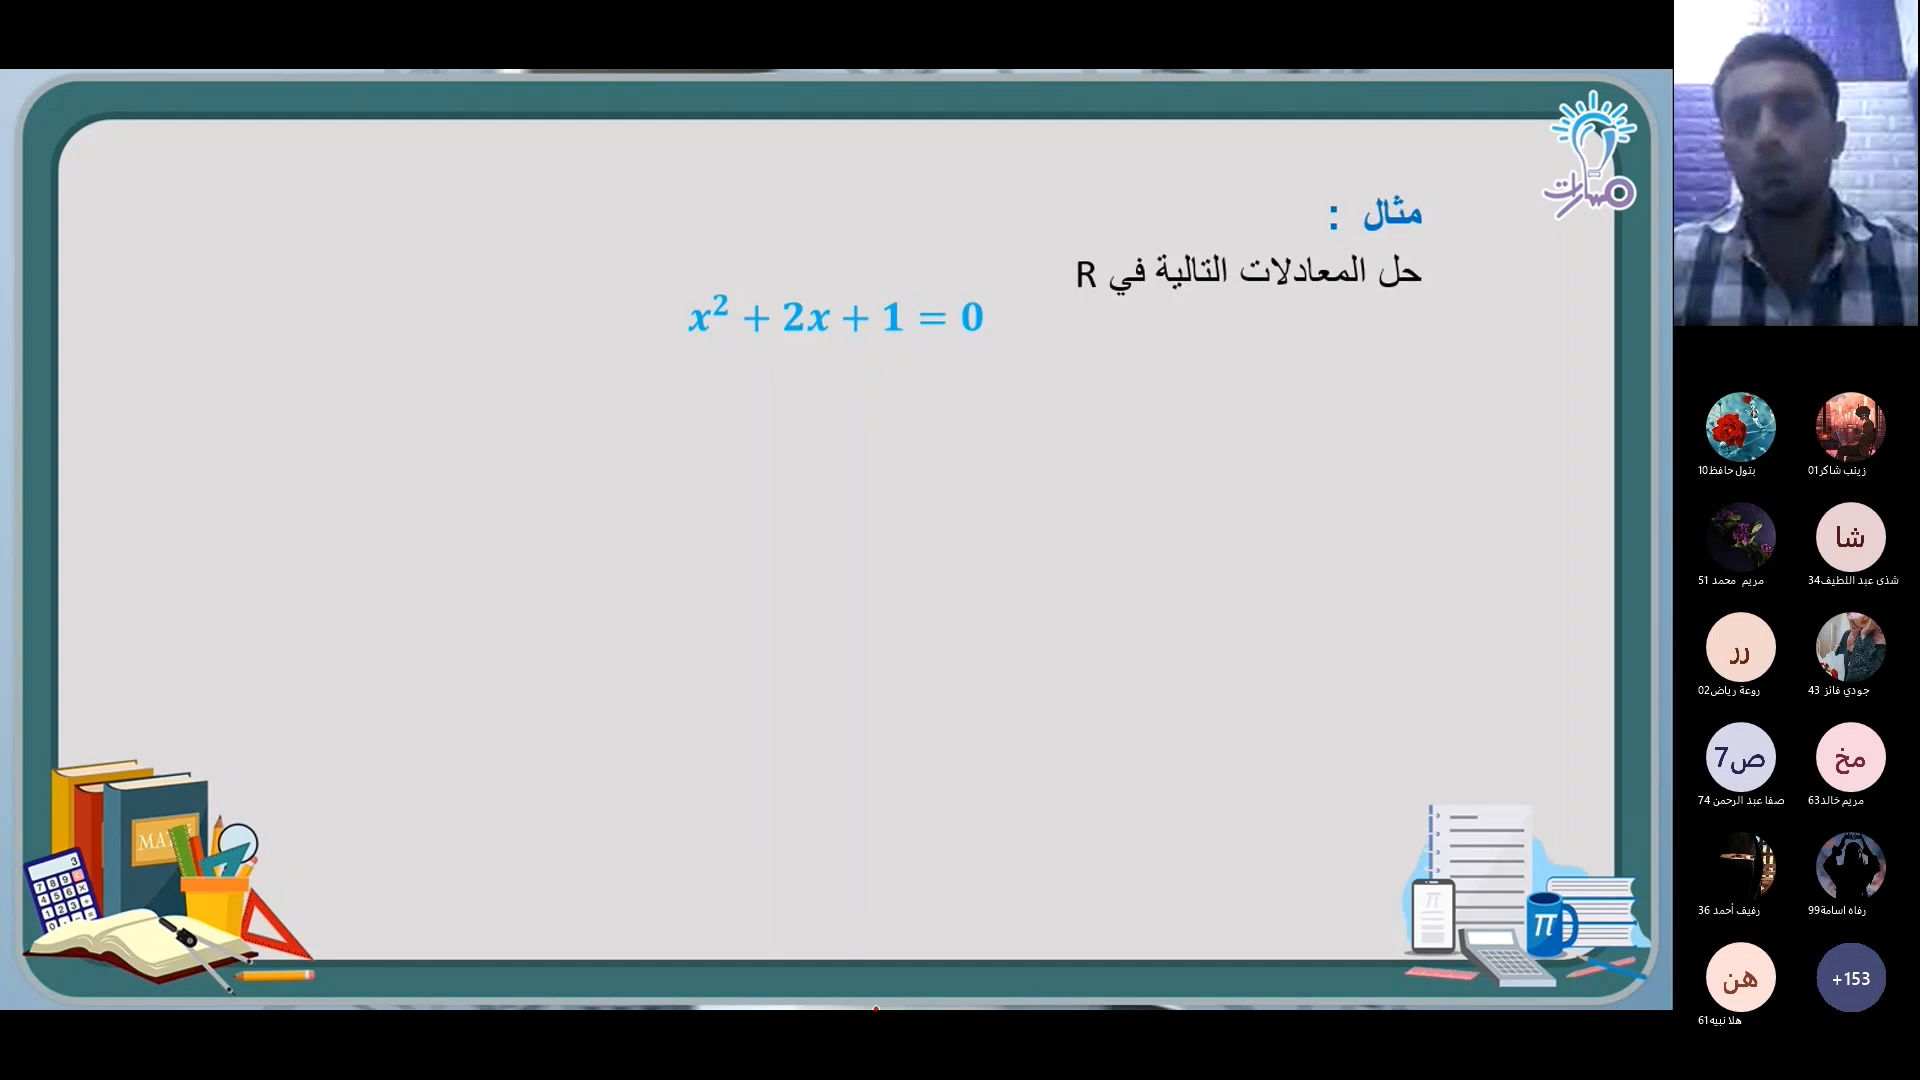 مسارات
مثال :
حل المعادلات التالية في R
x² + 2x + 1 = 0
MATH
π
π
زينب شاكر01
بتول حافظ10
شذى عبد اللطيف34
شا
مريم محمد 51
جودي فائز 43
رر
روعة رياض02
مخ
مريم خالد63
ص7
صفا عبد الرحمن 74
رفاه اسامة99
رفيف أحمد 36
+153
هن
هلا نبيه61